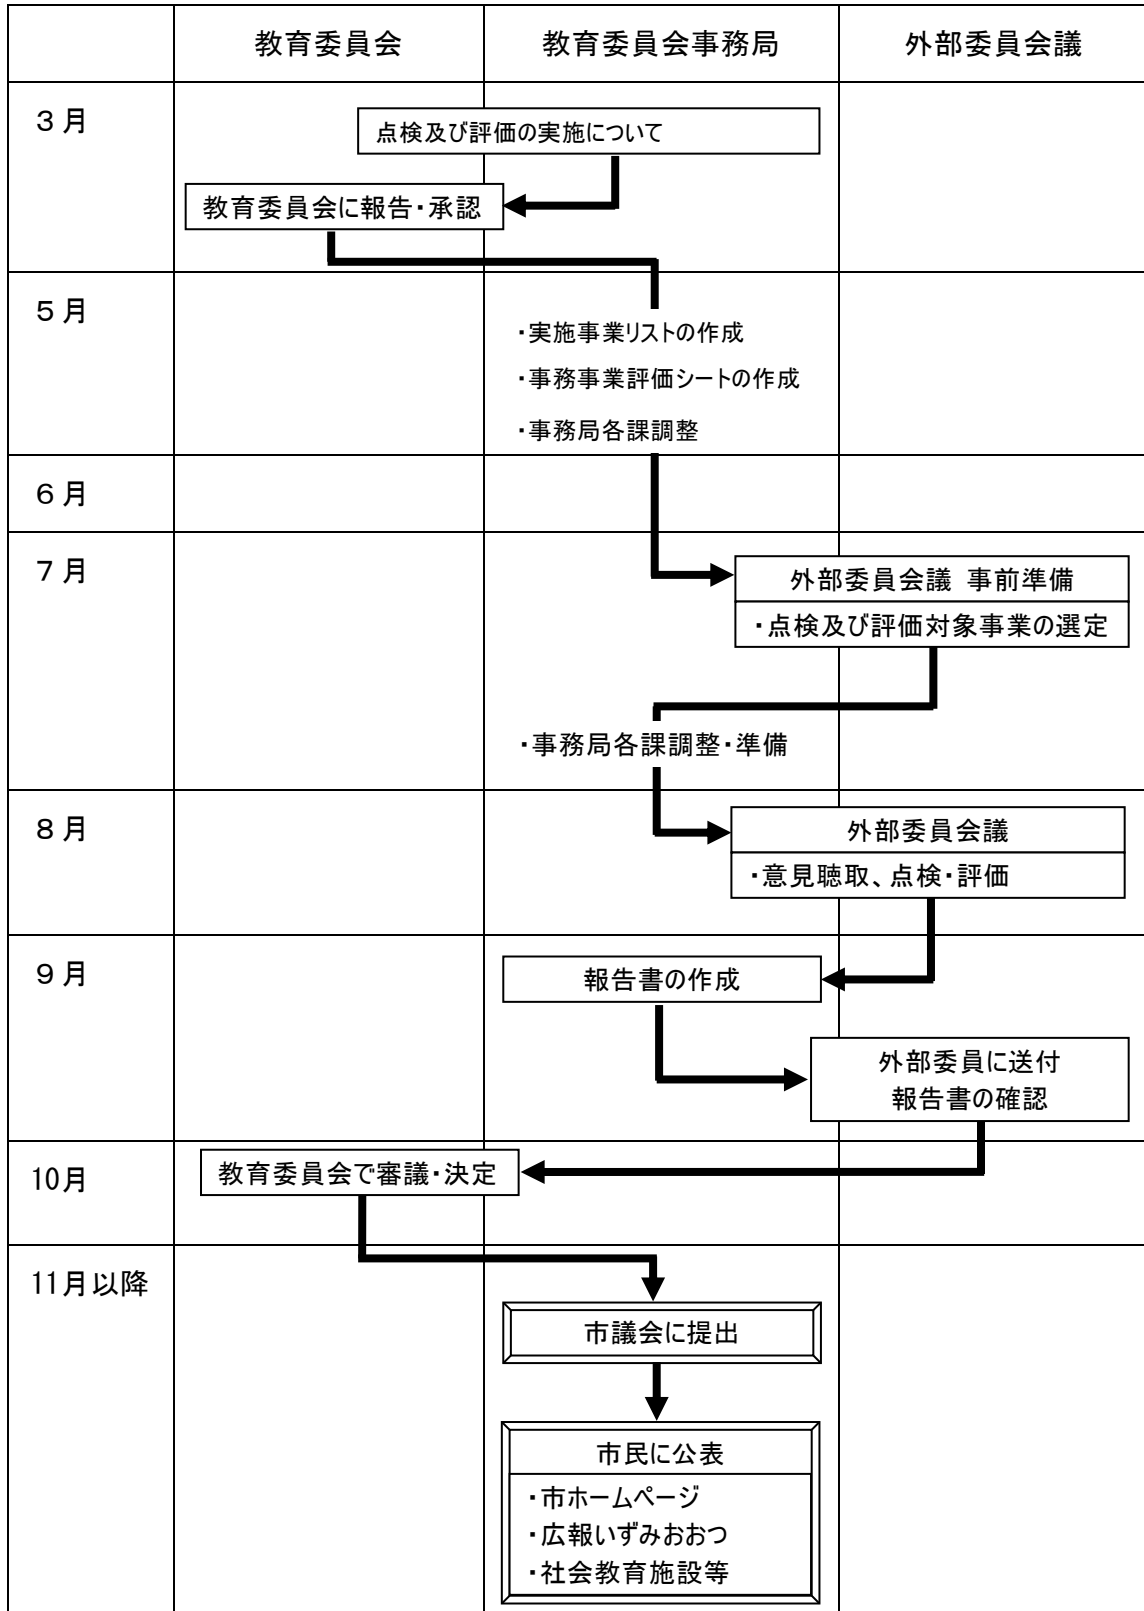 教育委員会
教育委員会事務局
外部委員会議
３月
点検及び評価の実施について
教育委員会に報告・承認
５月
・実施事業リストの作成
・事務事業評価シートの作成
・事務局各課調整
６月
７月
外部委員会議 事前準備
・点検及び評価対象事業の選定
・事務局各課調整・準備
８月
外部委員会議
・意見聴取、点検・評価
９月
報告書の作成
外部委員に送付
報告書の確認
10月
教育委員会で審議・決定
11月以降
市議会に提出
市民に公表
・市ホームページ
・広報いずみおおつ
・社会教育施設等